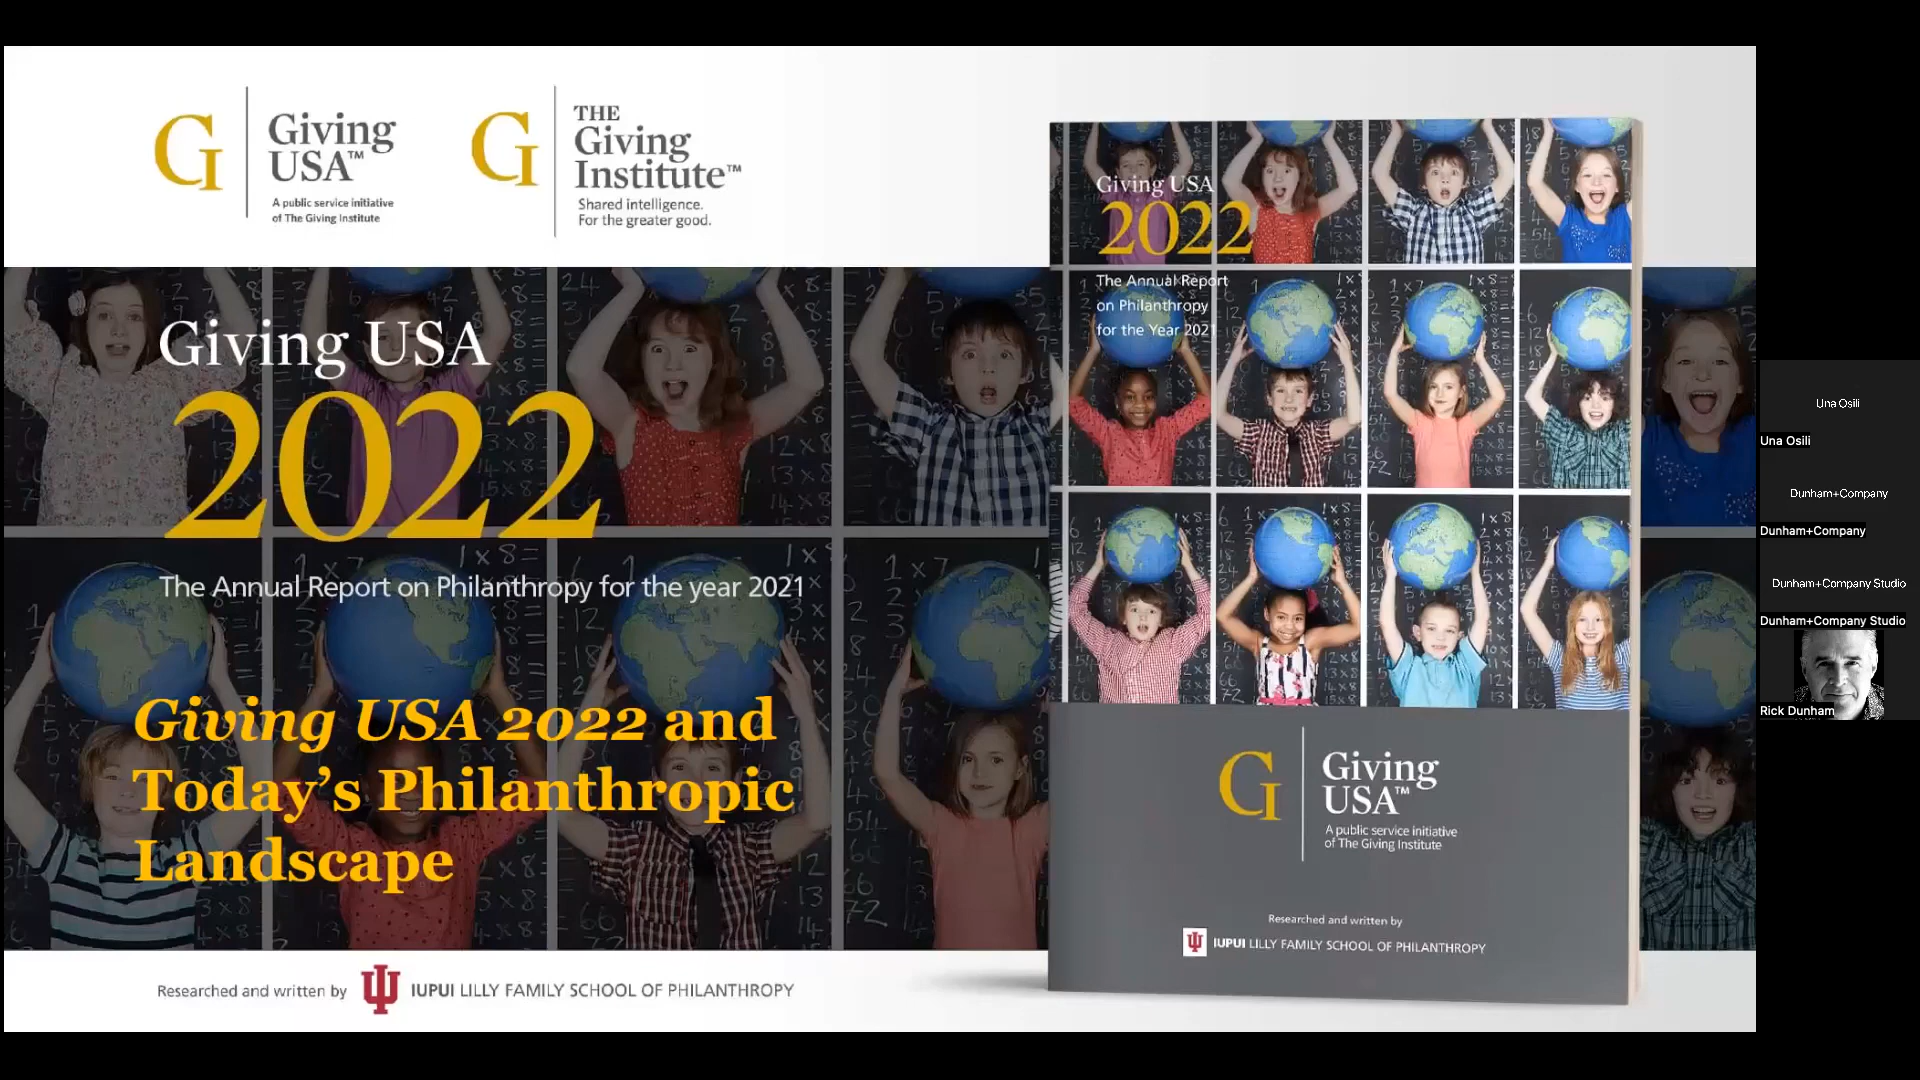 G
Giving
USA™
A public service initiative
of The Giving Institute
G
THE
Giving
Institute™
Shared intelligence.
For the greater good.
Giving USA
2022
The Annual Report on Philanthropy for the year 2021
Giving USA 2022 and
Today’s Philanthropic
Landscape
Researched and written by
IUPUI LILLY FAMILY SCHOOL OF PHILANTHROPY
Giving USA
2022
The Annual Report
on Philanthropy
for the Year 2021
G
Giving
USA™
A public service initiative
of The Giving Institute
Researched and written by
IUPUI LILLY FAMILY SCHOOL OF PHILANTHROPY
Una Osili
Una Osili
Dunham+Company
Dunham+Company
Dunham+Company Studio
Dunham+Company Studio
Rick Dunham